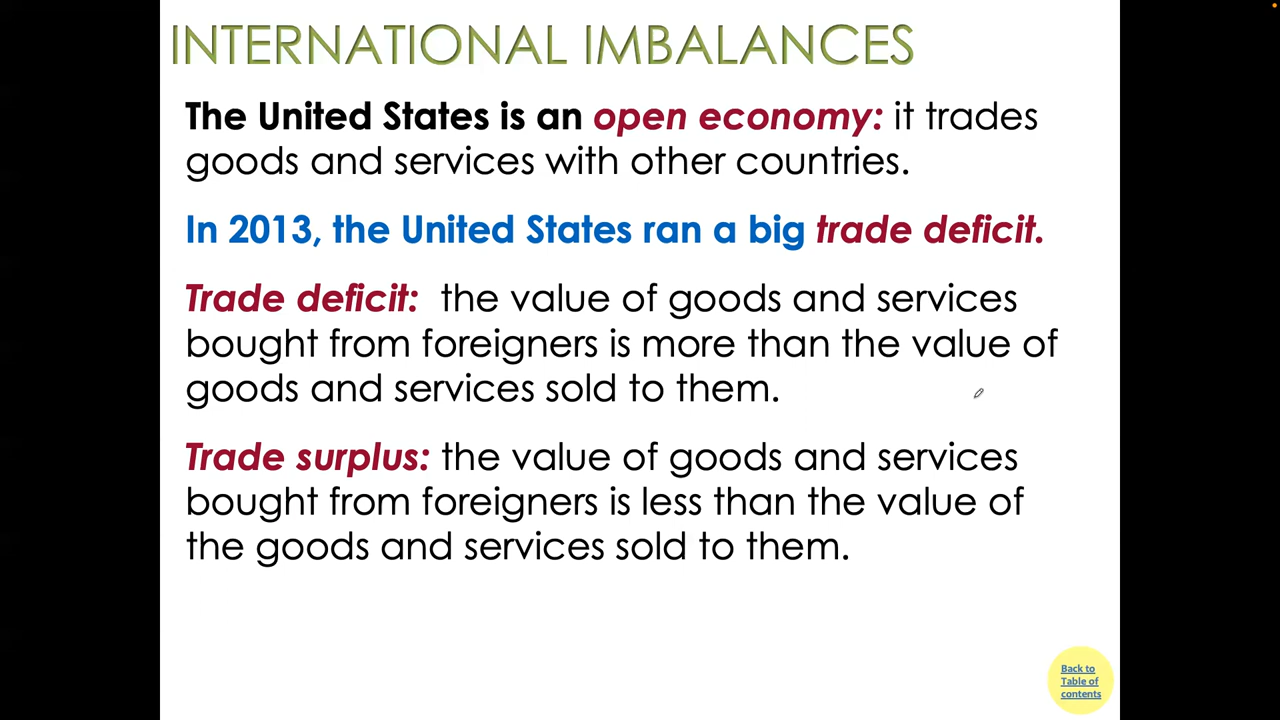 INTERNATIONAL IMBALANCES
The United States is an open economy: it trades
goods and services with other countries.
In 2013, the United States ran a big trade deficit.
Trade deficit: the value of goods and services
bought from foreigners is more than the value of
goods and services sold to them.
Trade surplus: the value of goods and services
bought from foreigners is less than the value of
the goods and services sold to them.
Back to
Table of
contents